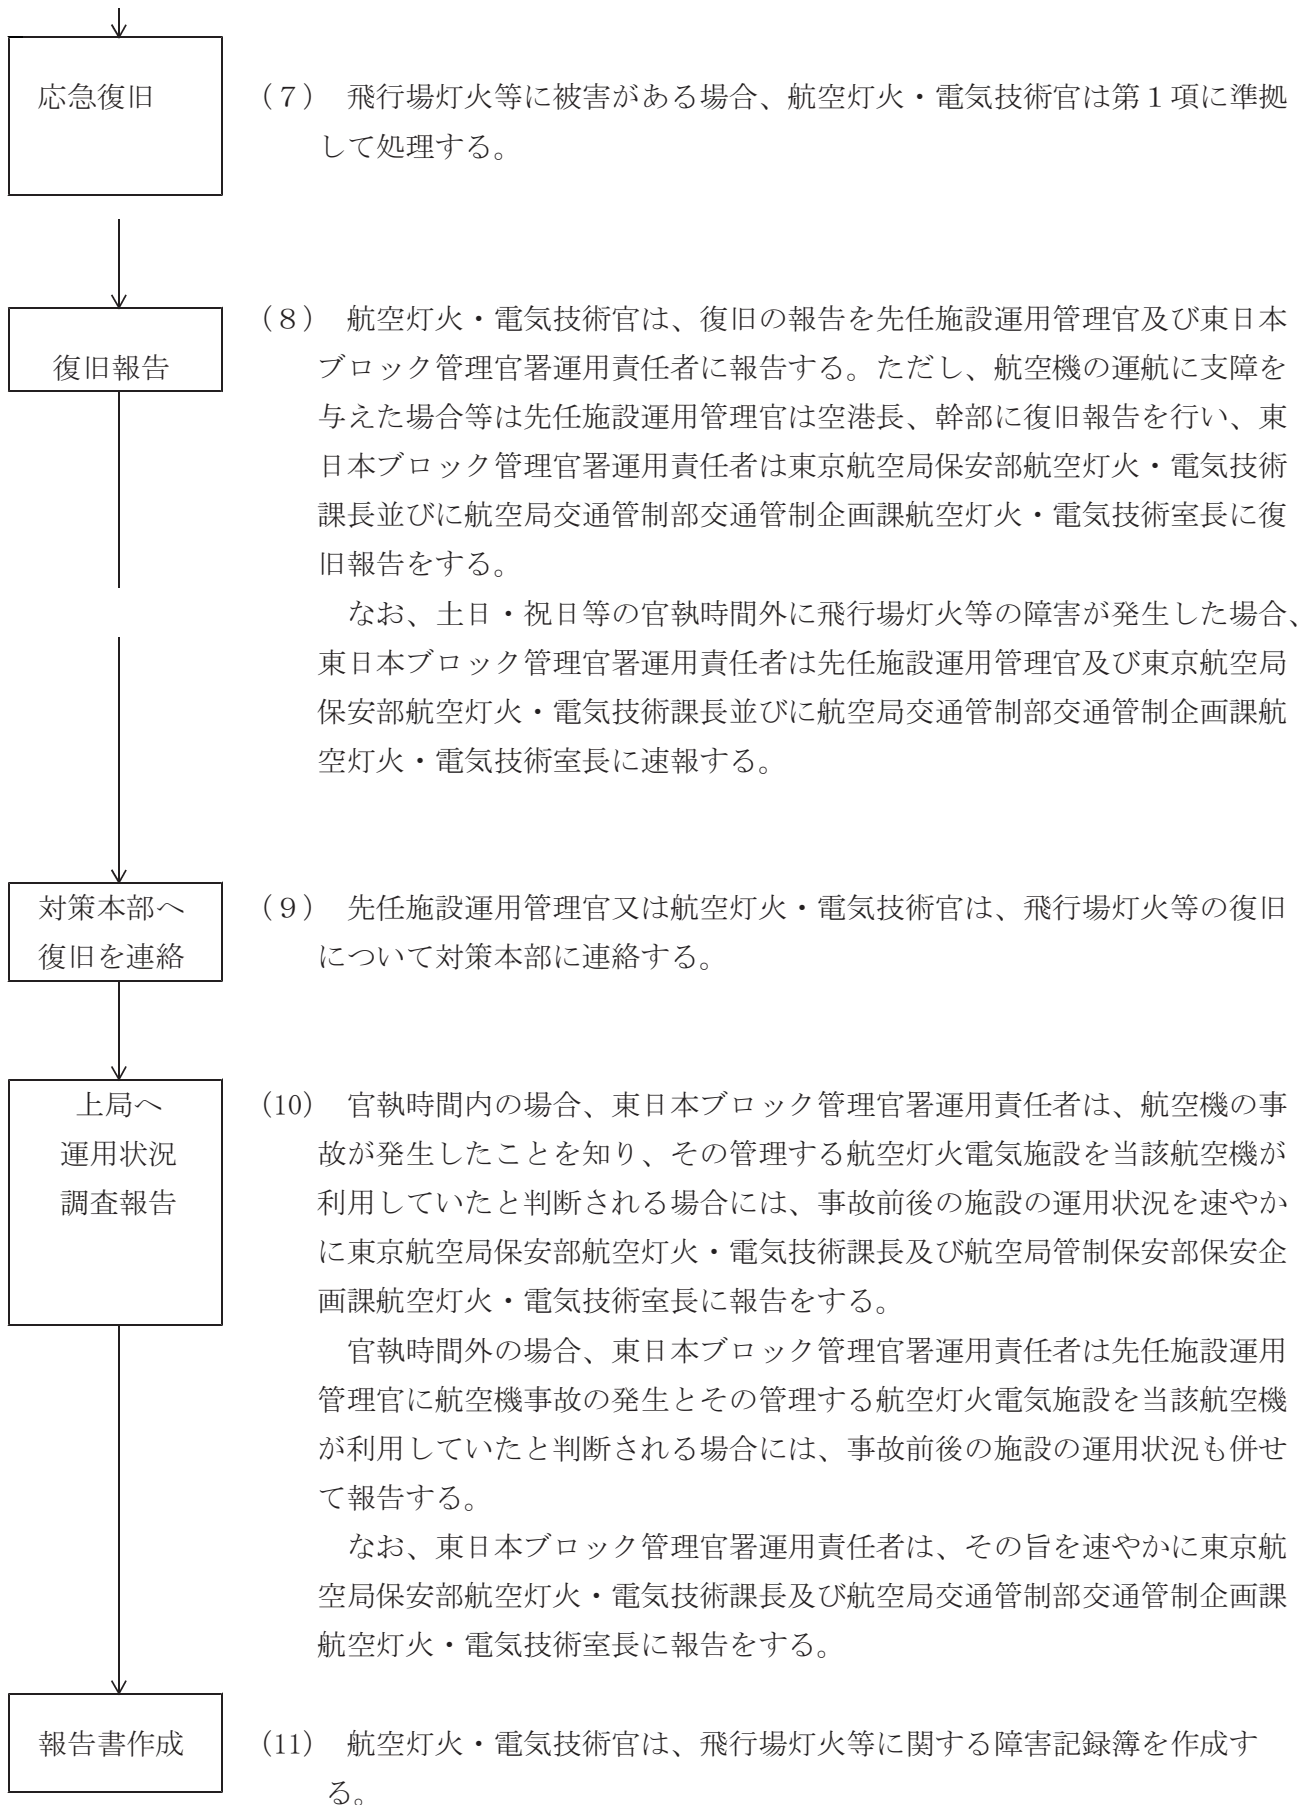 応急復旧
（７） 飛行場灯火等に被害がある場合、航空灯火・電気技術官は第１項に準拠
して処理する。
復旧報告
（８） 航空灯火・電気技術官は、復旧の報告を先任施設運用管理官及び東日本
ブロック管理官署運用責任者に報告する。ただし、航空機の運航に支障を
与えた場合等は先任施設運用管理官は空港長、幹部に復旧報告を行い、東
日本ブロック管理官署運用責任者は東京航空局保安部航空灯火・電気技術
課長並びに航空局交通管制部交通管制企画課航空灯火・電気技術室長に復
旧報告をする。
なお、土日・祝日等の官執時間外に飛行場灯火等の障害が発生した場合、
東日本ブロック管理官署運用責任者は先任施設運用管理官及び東京航空局
保安部航空灯火・電気技術課長並びに航空局交通管制部交通管制企画課航
空灯火・電気技術室長に速報する。
対策本部へ
復旧を連絡
（９） 先任施設運用管理官又は航空灯火・電気技術官は、飛行場灯火等の復旧
について対策本部に連絡する。
上局へ
運用状況
調査報告
（10） 官執時間内の場合、東日本ブロック管理官署運用責任者は、航空機の事
故が発生したことを知り、その管理する航空灯火電気施設を当該航空機が
利用していたと判断される場合には、事故前後の施設の運用状況を速やか
に東京航空局保安部航空灯火・電気技術課長及び航空局管制保安部保安企
画課航空灯火・電気技術室長に報告をする。
官執時間外の場合、東日本ブロック管理官署運用責任者は先任施設運用
管理官に航空機事故の発生とその管理する航空灯火電気施設を当該航空機
が利用していたと判断される場合には、事故前後の施設の運用状況も併せ
て報告する。
なお、東日本ブロック管理官署運用責任者は、その旨を速やかに東京航
空局保安部航空灯火・電気技術課長及び航空局交通管制部交通管制企画課
航空灯火・電気技術室長に報告をする。
報告書作成
（11） 航空灯火・電気技術官は、飛行場灯火等に関する障害記録簿を作成す
る。